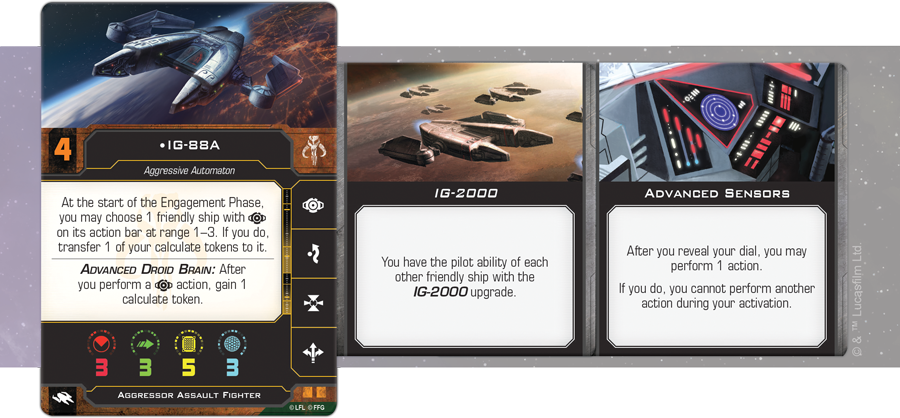 4
•IG-88A
Aggressive Automaton
At the start of the Engagement Phase,
you may choose 1 friendly ship with
on its action bar at range 1–3. If you do,
transfer 1 of your calculate tokens to it.
ADVANCED DROID BRAIN: After
you perform a action, gain 1
calculate token.
3 3 5 3
AGGRESSOR ASSAULT FIGHTER
© LFL © FFG
IG-2000
You have the pilot ability of each
other friendly ship with the
IG-2000 upgrade.
ADVANCED SENSORS
After you reveal your dial, you may
perform 1 action.
If you do, you cannot perform another
action during your activation.
© & ™ Lucasfilm Ltd.